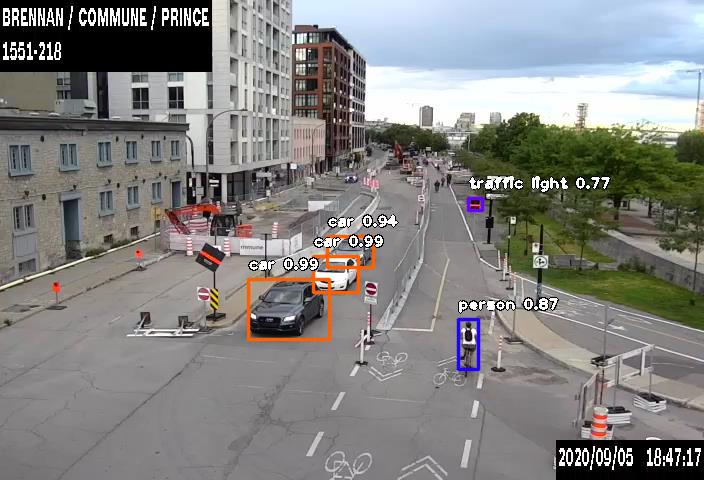 BRENNAN / COMMUNE / PRINCE
1551-218
traffic light 0.77
car 0.94
car 0.99
car 0.99
person 0.87
2020/09/05 18:47:17